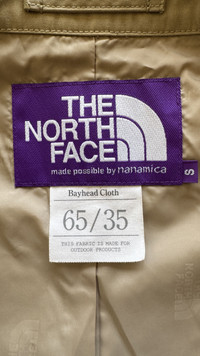 THE
NORTH
FACE
made possible by nanamica
S
Bayhead Cloth
65/35
THIS FABRIC IS MADE FOR
OUTDOOR PRODUCTS